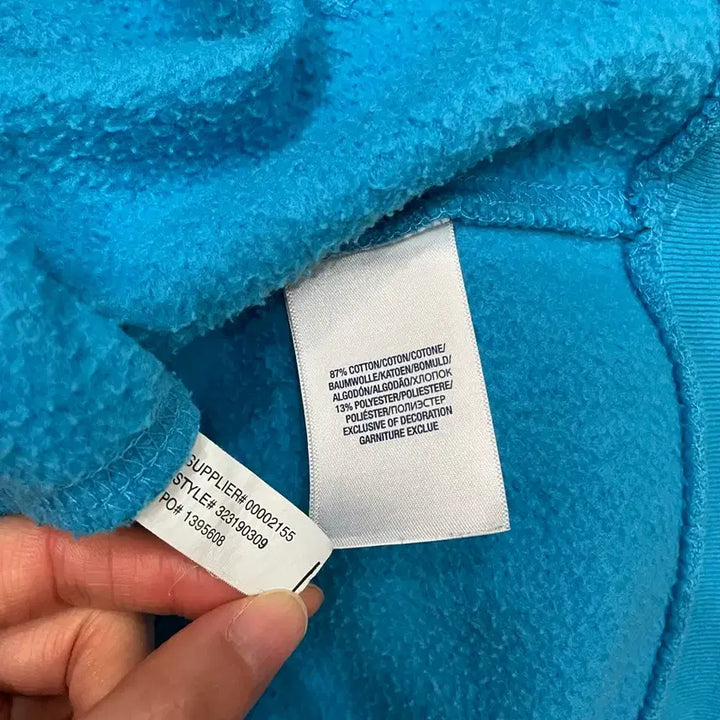 87% COTTON/COTON/COTONE/
BAUMWOLLE/KATOEN/BOMULD/
ALGODÓN/ALGODÃO/ХЛОПОК
13% POLYESTER/POLIESTERE/
POLIÉSTER/ПОЛИЭСТЕР
EXCLUSIVE OF DECORATION
GARNITURE EXCLUE
SUPPLIER# 00002155
STYLE# 323190309
PO# 1395608